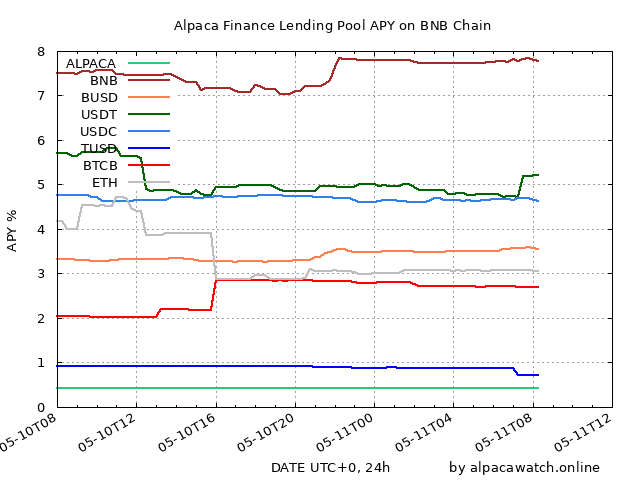 Alpaca Finance Lending Pool APY on BNB Chain
8
7
6
5
4
3
2
1
0
APY %
ALPACA
BNB
BUSD
USDT
USDC
TUSD
BTCB
ETH
05-10T08
05-10T12
05-10T16
05-10T20
05-11T00
05-11T04
05-11T08
05-11T12
DATE UTC+0, 24h
by alpacawatch.online